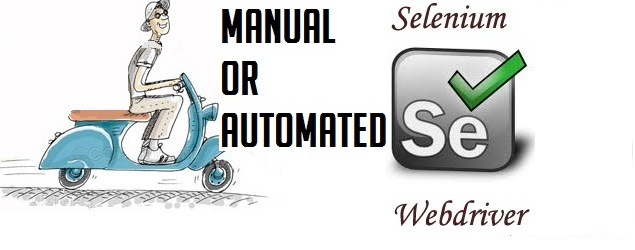 MANUAL
OR
AUTOMATED
Selenium
Se
Webdriver